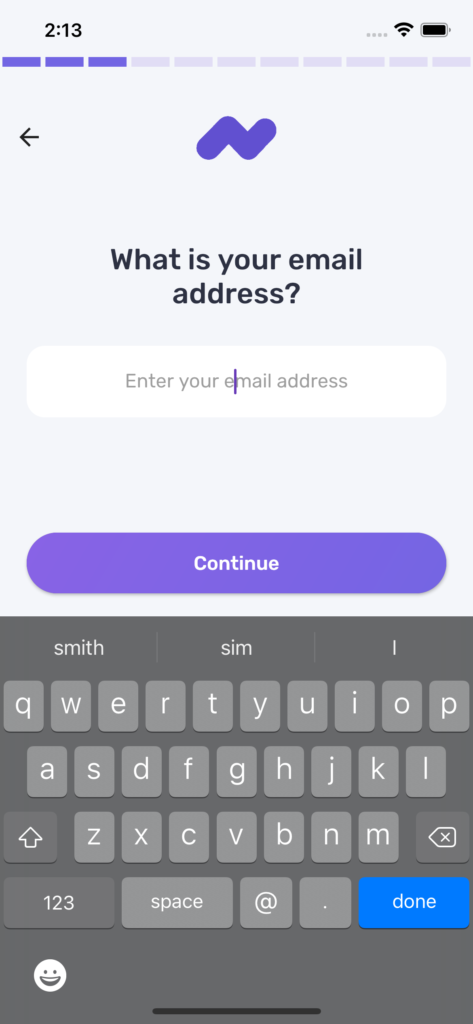 2:13
What is your email
address?
Enter your email address
Continue
smith sim I
q w e r t y u i o p
a s d f g h j k l
z x c v b n m
123 space @ . done